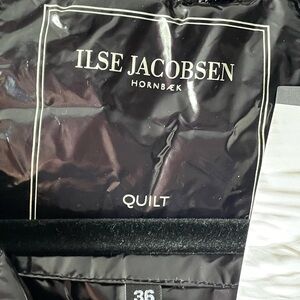 ILSE JACOBSEN
HORNBÆK
QUILT
36